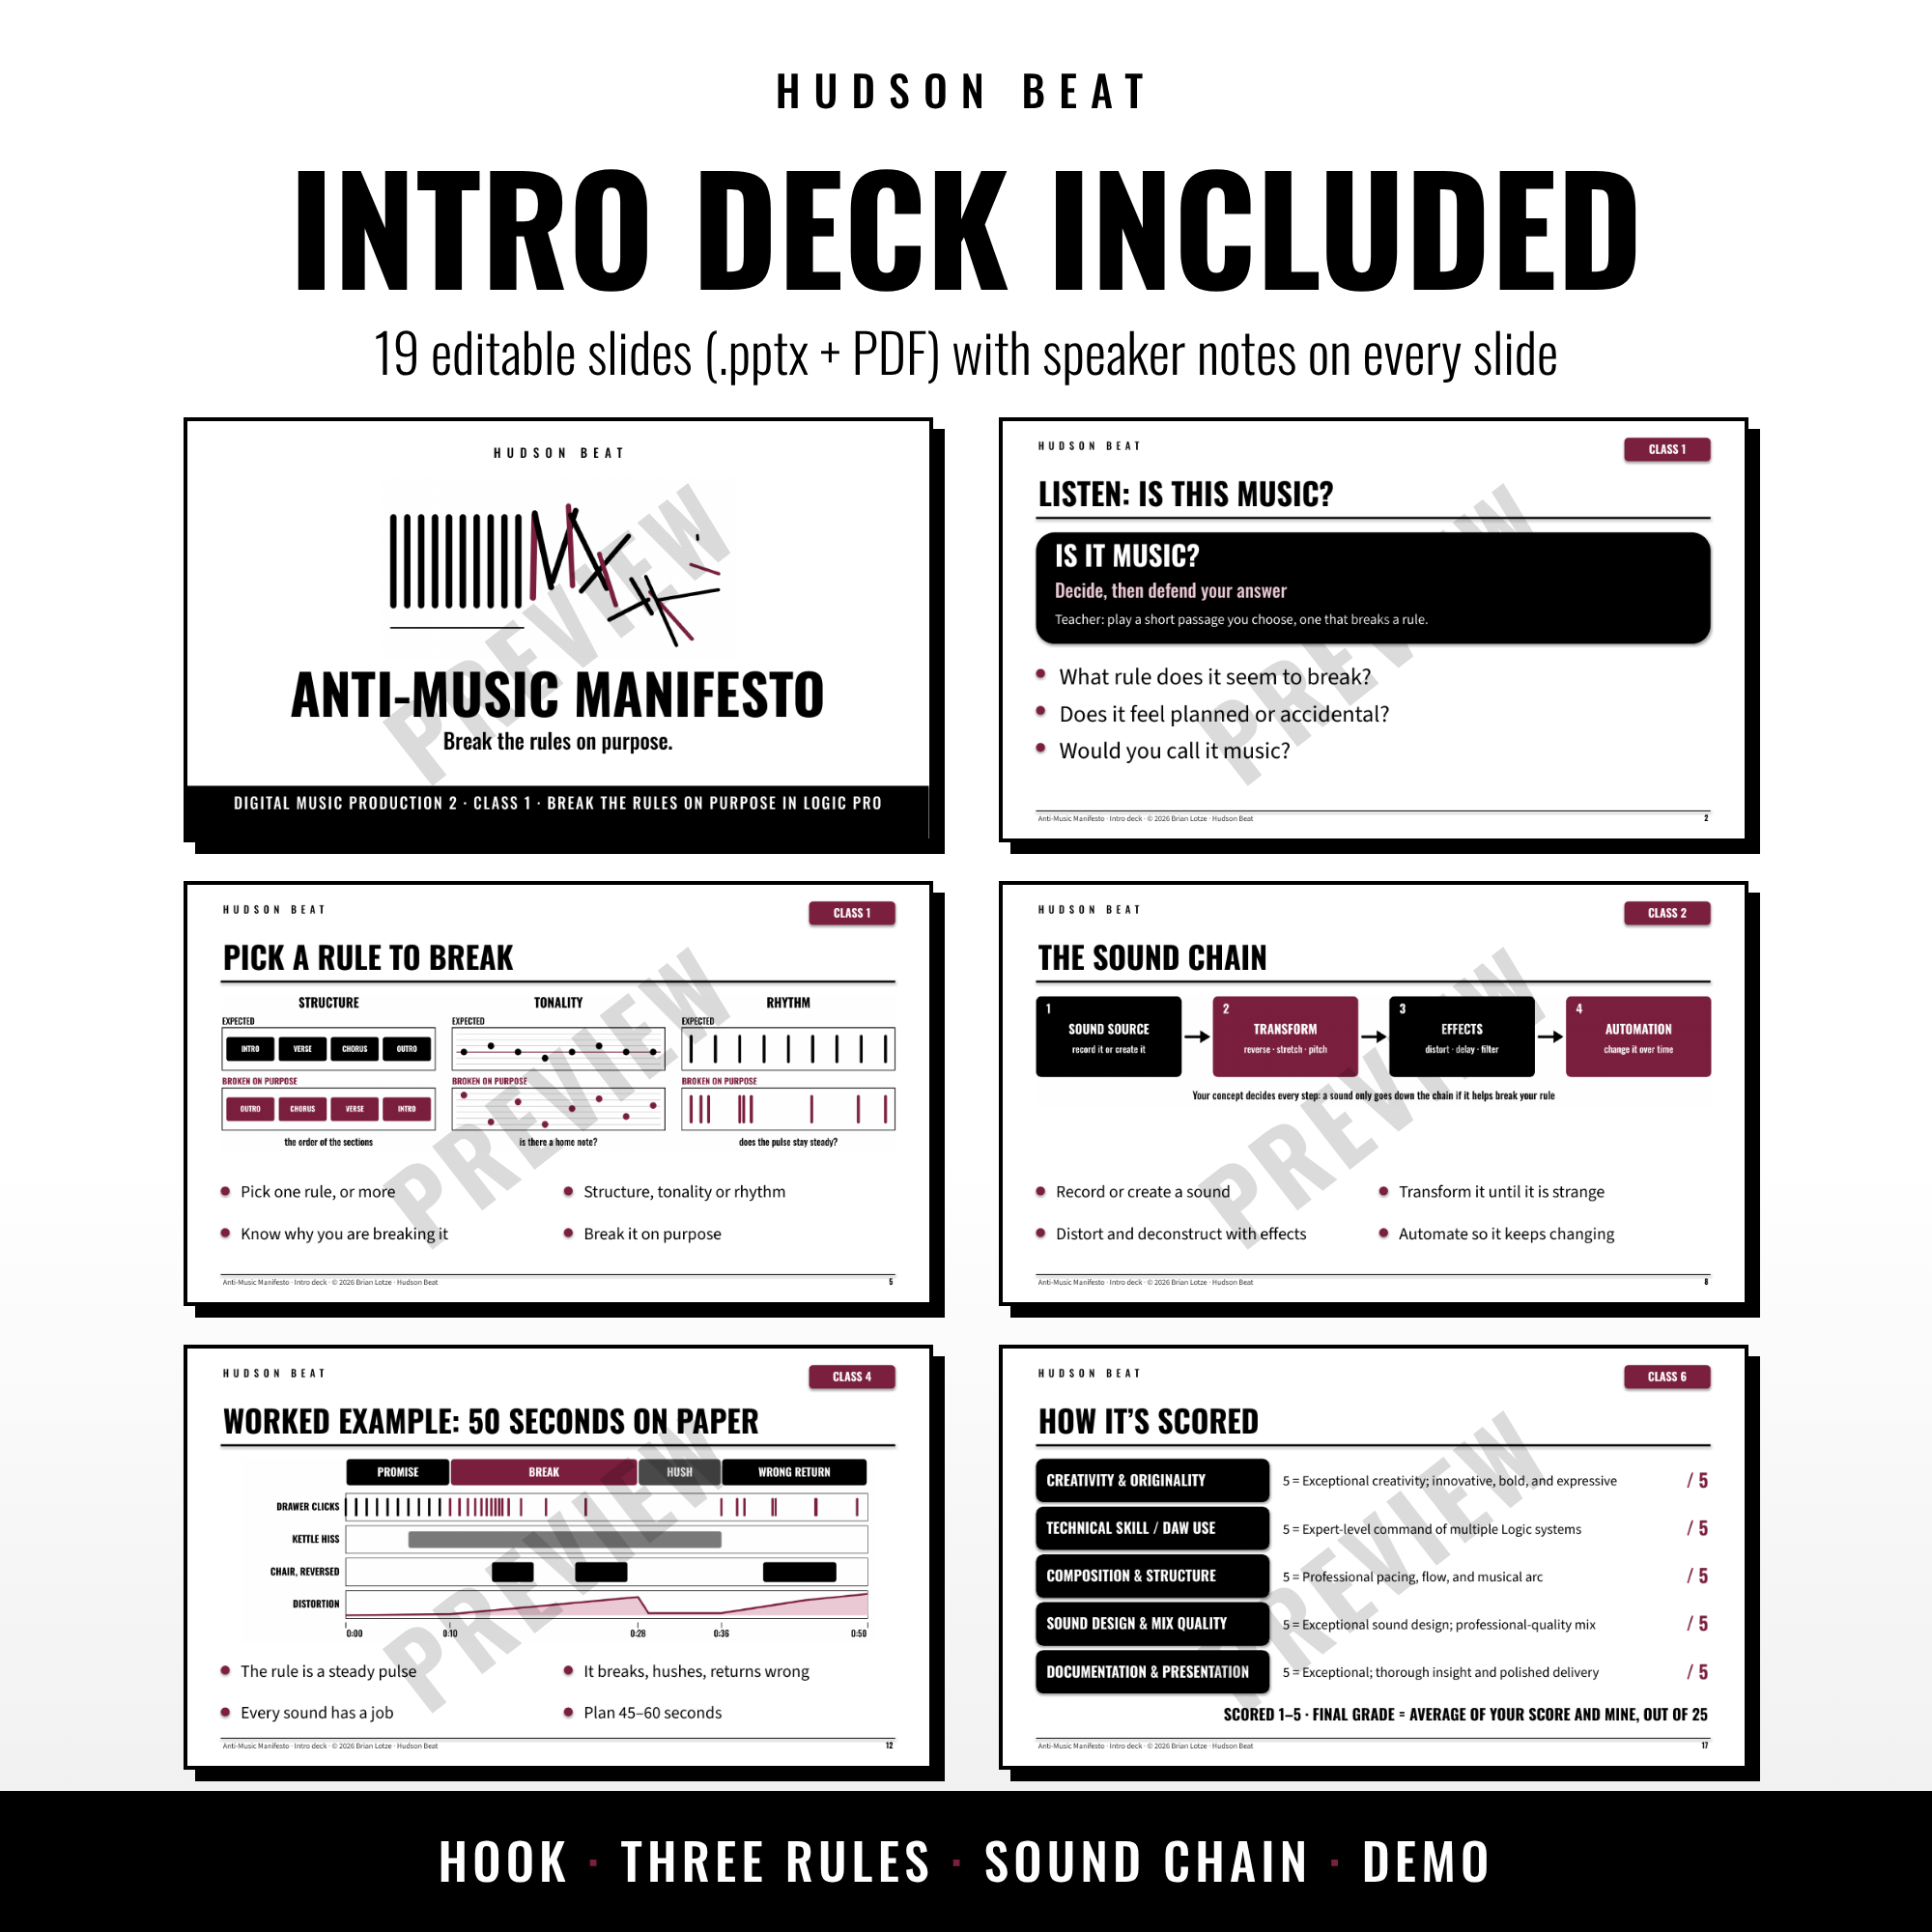 HUDSON BEAT
INTRO DECK INCLUDED
19 editable slides (.pptx + PDF) with speaker notes on every slide
HUDSON BEAT
ANTI-MUSIC MANIFESTO
Break the rules on purpose.
DIGITAL MUSIC PRODUCTION 2 · CLASS 1 · BREAK THE RULES ON PURPOSE IN LOGIC PRO
PREVIEW
HUDSON BEAT
CLASS 1
LISTEN: IS THIS MUSIC?
IS IT MUSIC?
Decide, then defend your answer
Teacher: play a short passage you choose, one that breaks a rule.
• What rule does it seem to break?
• Does it feel planned or accidental?
• Would you call it music?
Anti-Music Manifesto · Intro deck · © 2026 Brian Lotze · Hudson Beat
2
PREVIEW
HUDSON BEAT
CLASS 1
PICK A RULE TO BREAK
STRUCTURE TONALITY RHYTHM
EXPECTED EXPECTED EXPECTED
INTRO VERSE CHORUS OUTRO
BROKEN ON PURPOSE BROKEN ON PURPOSE BROKEN ON PURPOSE
OUTRO CHORUS VERSE INTRO
the order of the sections is there a home note? does the pulse stay steady?
• Pick one rule, or more • Structure, tonality or rhythm
• Know why you are breaking it • Break it on purpose
Anti-Music Manifesto · Intro deck · © 2026 Brian Lotze · Hudson Beat
5
PREVIEW
HUDSON BEAT
CLASS 2
THE SOUND CHAIN
1 2 3 4
SOUND SOURCE TRANSFORM EFFECTS AUTOMATION
record it or create it reverse · stretch · pitch distort · delay · filter change it over time
Your concept decides every step: a sound only goes down the chain if it helps break your rule
• Record or create a sound • Transform it until it is strange
• Distort and deconstruct with effects • Automate so it keeps changing
Anti-Music Manifesto · Intro deck · © 2026 Brian Lotze · Hudson Beat
8
PREVIEW
HUDSON BEAT
CLASS 4
WORKED EXAMPLE: 50 SECONDS ON PAPER
PROMISE BREAK HUSH WRONG RETURN
DRAWER CLICKS
KETTLE HISS
CHAIR, REVERSED
DISTORTION
0:00 0:10 0:28 0:36 0:50
• The rule is a steady pulse • It breaks, hushes, returns wrong
• Every sound has a job • Plan 45–60 seconds
Anti-Music Manifesto · Intro deck · © 2026 Brian Lotze · Hudson Beat
12
PREVIEW
HUDSON BEAT
CLASS 6
HOW IT'S SCORED
CREATIVITY & ORIGINALITY 5 = Exceptional creativity; innovative, bold, and expressive / 5
TECHNICAL SKILL / DAW USE 5 = Expert-level command of multiple Logic systems / 5
COMPOSITION & STRUCTURE 5 = Professional pacing, flow, and musical arc / 5
SOUND DESIGN & MIX QUALITY 5 = Exceptional sound design; professional-quality mix / 5
DOCUMENTATION & PRESENTATION 5 = Exceptional; thorough insight and polished delivery / 5
SCORED 1–5 · FINAL GRADE = AVERAGE OF YOUR SCORE AND MINE, OUT OF 25
Anti-Music Manifesto · Intro deck · © 2026 Brian Lotze · Hudson Beat
17
PREVIEW
HOOK · THREE RULES · SOUND CHAIN · DEMO